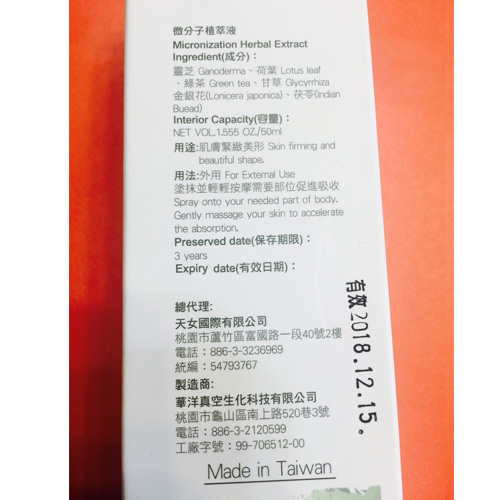 微分子植萃液
Micronization Herbal Extract
Ingredient(成分)：
靈芝 Ganoderma、荷葉 Lotus leaf
、綠茶 Green tea、甘草 Glycyrrhiza
金銀花(Lonicera japonica)、茯苓(Indian
Buead)
Interior Capacity(容量)：
NET VOL.1.555 OZ./50ml
用途:肌膚緊緻美形 Skin firming and
beautiful shape.
用法:外用 For External Use
塗抹並輕輕按摩需要部位促進吸收
Spray onto your needed part of body.
Gently massage your skin to accelerate
the absorption.
Preserved date(保存期限)：
3 years
Expiry date(有效日期)：
有效2018.12.15。
總代理:
天女國際有限公司
桃園市蘆竹區富國路一段40號2樓
電話：886-3-3236969
統編：54793767
製造商:
華洋真空生化科技有限公司
桃園市龜山區南上路520巷3號
電話：886-3-2120599
工廠字號：99-706512-00
Made in Taiwan